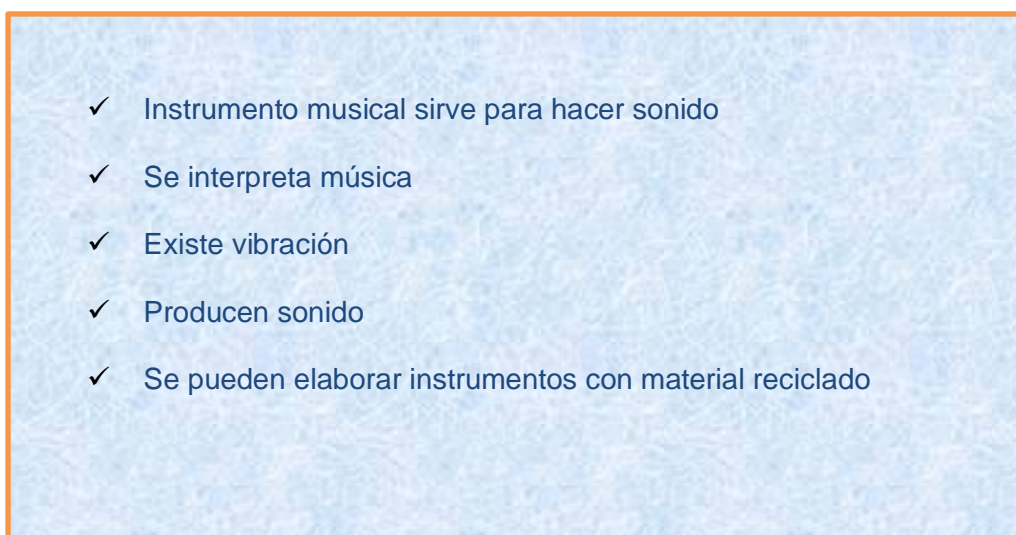 ✓ Instrumento musical sirve para hacer sonido
✓ Se interpreta música
✓ Existe vibración
✓ Producen sonido
✓ Se pueden elaborar instrumentos con material reciclado